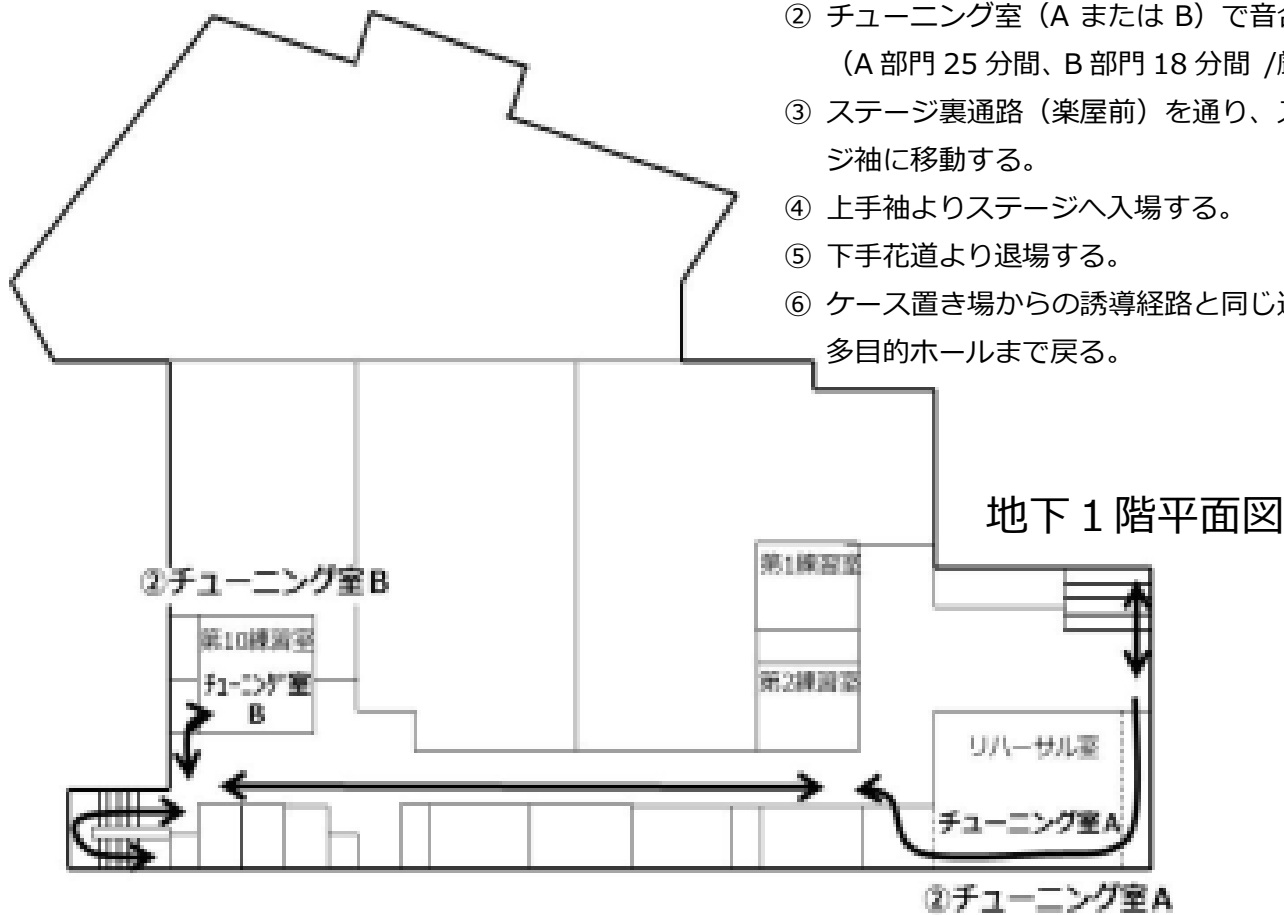 ② チューニング室（A または B）で音合
（A 部門 25 分間、B 部門 18 分間 /
③ ステージ裏通路（楽屋前）を通り、ス
ジ袖に移動する。
④ 上手袖よりステージへ入場する。
⑤ 下手花道より退場する。
⑥ ケース置き場からの誘導経路と同じ
多目的ホールまで戻る。
地下１階平面図
②チューニング室B
第10練習室
チューニング室
B
第1練習室
第2練習室
リハーサル室
チューニング室A
②チューニング室A